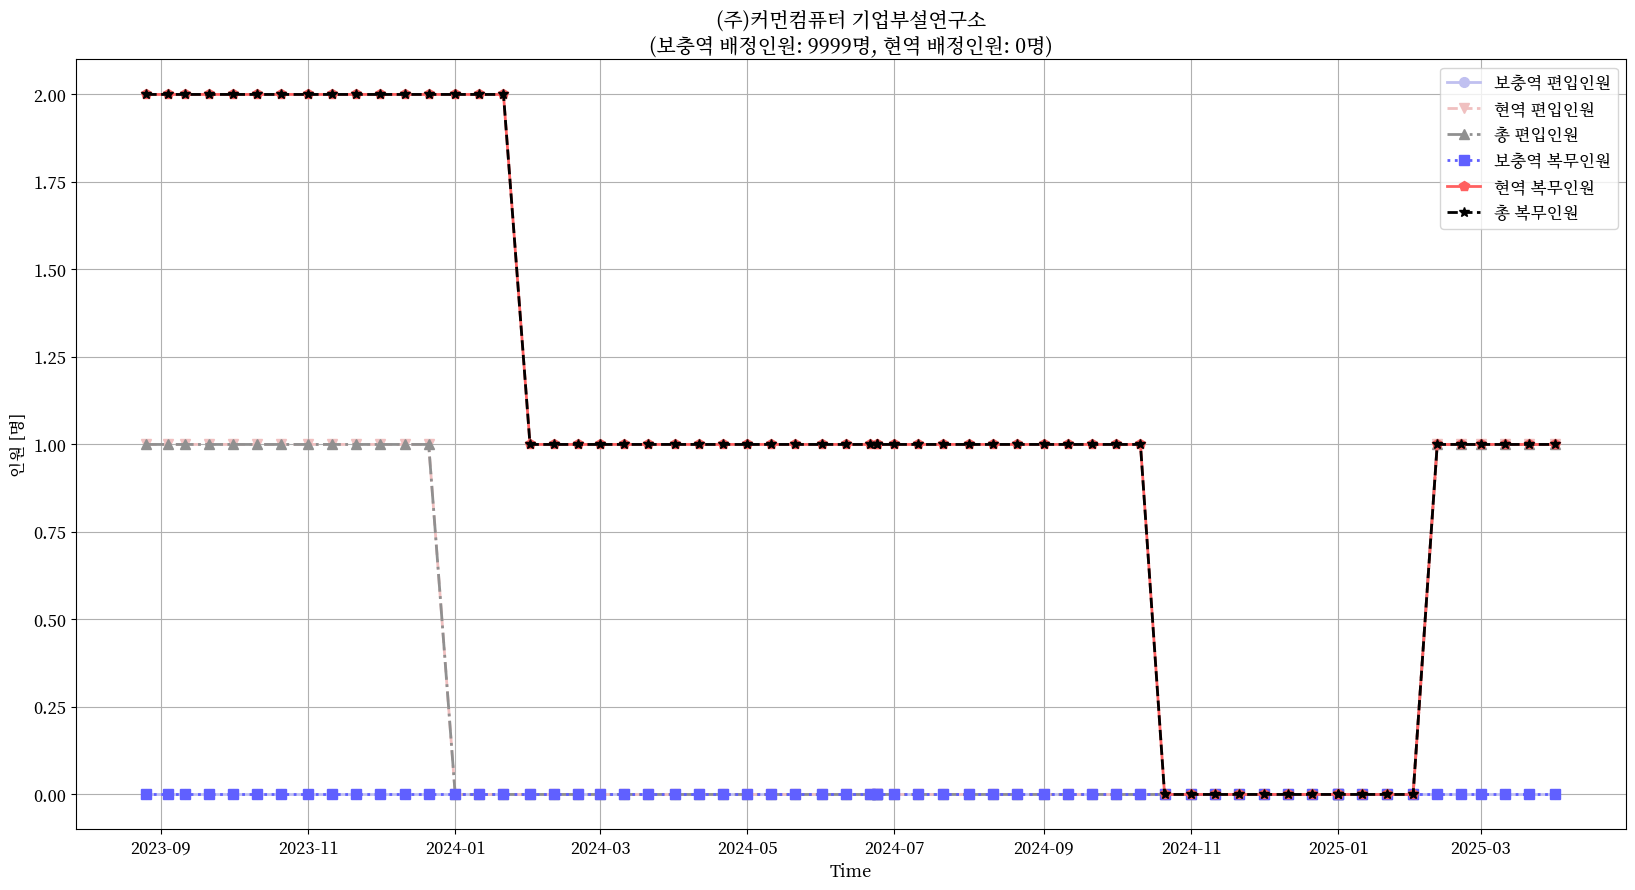 (주)커먼컴퓨터 기업부설연구소
(보충역 배정인원: 9999명, 현역 배정인원: 0명)
보충역 편입인원
현역 편입인원
총 편입인원
보충역 복무인원
현역 복무인원
총 복무인원
인원 [명]
2.00
1.75
1.50
1.25
1.00
0.75
0.50
0.25
0.00
2023-09
2023-11
2024-01
2024-03
2024-05
2024-07
2024-09
2024-11
2025-01
2025-03
Time